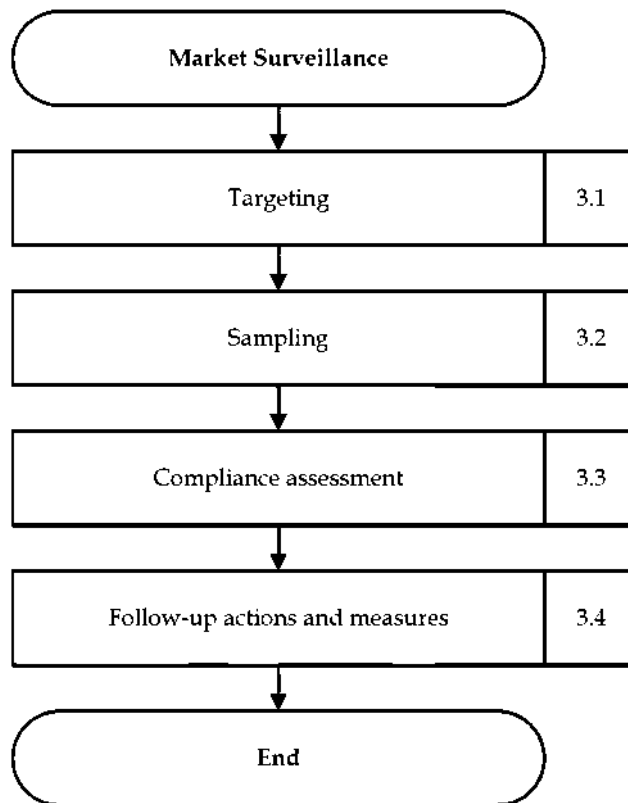 Market Surveillance
Targeting 3.1
Sampling 3.2
Compliance assessment 3.3
Follow-up actions and measures 3.4
End